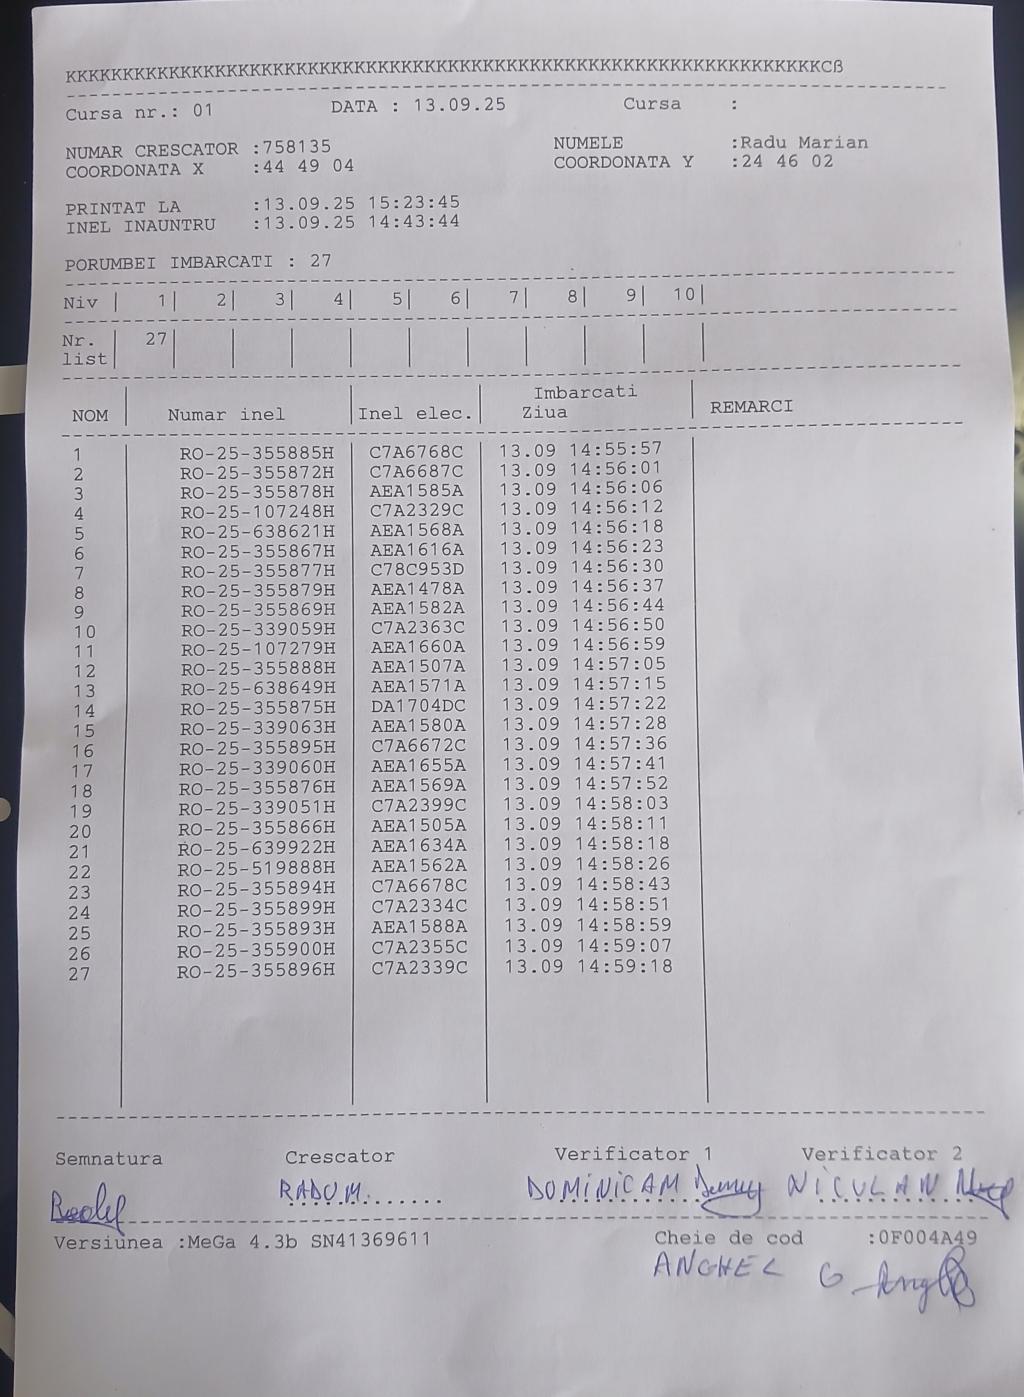 KKKKKKKKKKKKKKKKKKKKKKKKKKKKKKKKKKKKKKKKKKKKKKKKKKKKKKKKKKKKKKKKKKCß
Cursa nr.: 01 DATA : 13.09.25 Cursa :
NUMAR CRESCATOR :758135 NUMELE :Radu Marian
COORDONATA X :44 49 04 COORDONATA Y :24 46 02
PRINTAT LA :13.09.25 15:23:45
INEL INAUNTRU :13.09.25 14:43:44
PORUMBEI IMBARCATI : 27
Niv | 1| 2| 3| 4| 5| 6| 7| 8| 9| 10|
Nr. | 27|
list
Imbarcati
NOM Numar inel Inel elec. Ziua REMARCI
1 RO-25-355885H C7A6768C 13.09 14:55:57
2 RO-25-355872H C7A6687C 13.09 14:56:01
3 RO-25-355878H AEA1585A 13.09 14:56:06
4 RO-25-107248H C7A2329C 13.09 14:56:12
5 RO-25-638621H AEA1568A 13.09 14:56:18
6 RO-25-355867H AEA1616A 13.09 14:56:23
7 RO-25-355877H C78C953D 13.09 14:56:30
8 RO-25-355879H AEA1478A 13.09 14:56:37
9 RO-25-355869H AEA1582A 13.09 14:56:44
10 RO-25-339059H C7A2363C 13.09 14:56:50
11 RO-25-107279H AEA1660A 13.09 14:56:59
12 RO-25-355888H AEA1507A 13.09 14:57:05
13 RO-25-638649H AEA1571A 13.09 14:57:15
14 RO-25-355875H DA1704DC 13.09 14:57:22
15 RO-25-339063H AEA1580A 13.09 14:57:28
16 RO-25-355895H C7A6672C 13.09 14:57:36
17 RO-25-339060H AEA1655A 13.09 14:57:41
18 RO-25-355876H AEA1569A 13.09 14:57:52
19 RO-25-339051H C7A2399C 13.09 14:58:03
20 RO-25-355866H AEA1505A 13.09 14:58:11
21 RO-25-639922H AEA1634A 13.09 14:58:18
22 RO-25-519888H AEA1562A 13.09 14:58:26
23 RO-25-355894H C7A6678C 13.09 14:58:43
24 RO-25-355899H C7A2334C 13.09 14:58:51
25 RO-25-355893H AEA1588A 13.09 14:58:59
26 RO-25-355900H C7A2355C 13.09 14:59:07
27 RO-25-355896H C7A2339C 13.09 14:59:18
Semnatura Crescator Verificator 1 Verificator 2
RADU M. DOMINICAM NICULAN
Versiunea :MeGa 4.3b SN41369611 Cheie de cod :0F004A49
ANGHEL G